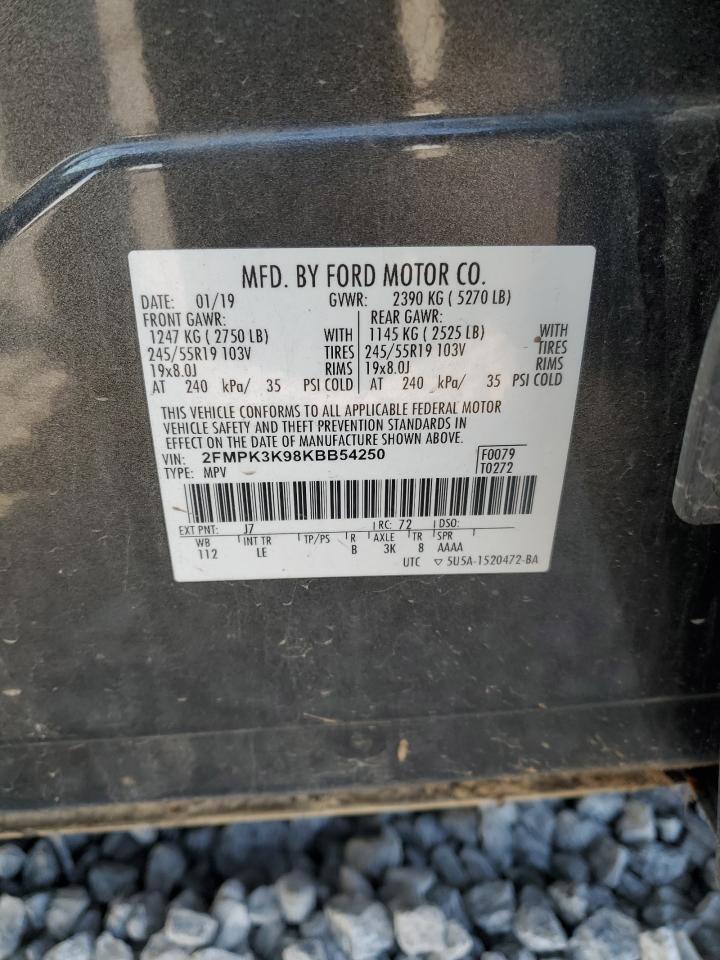 MFD. BY FORD MOTOR CO.
DATE: 01/19 GVWR: 2390 KG ( 5270 LB)
FRONT GAWR: REAR GAWR:
1247 KG ( 2750 LB) WITH 1145 KG ( 2525 LB) WITH
245/55R19 103V TIRES 245/55R19 103V TIRES
19x8.0J RIMS 19x8.0J RIMS
AT 240 kPa/ 35 PSI COLD AT 240 kPa/ 35 PSI COLD
THIS VEHICLE CONFORMS TO ALL APPLICABLE FEDERAL MOTOR
VEHICLE SAFETY AND THEFT PREVENTION STANDARDS IN
EFFECT ON THE DATE OF MANUFACTURE SHOWN ABOVE.
VIN: 2FMPK3K98KBB54250 F0079
TYPE: MPV T0272
EXT PNT: J7 RC: 72 DSO:
WB INT TR TP/PS R AXLE TR SPR
112 LE B 3K 8 AAAA
UTC ▽ 5U5A-1520472-BA